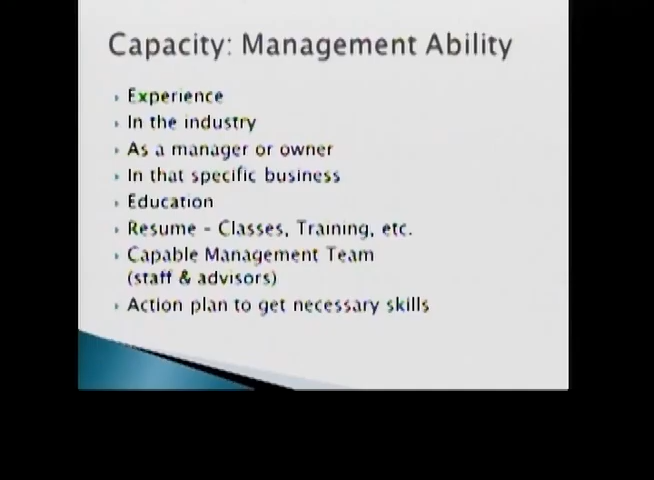 Capacity: Management Ability
Experience
In the industry
As a manager or owner
In that specific business
Education
Resume - Classes, Training, etc.
Capable Management Team
(staff & advisors)
Action plan to get necessary skills